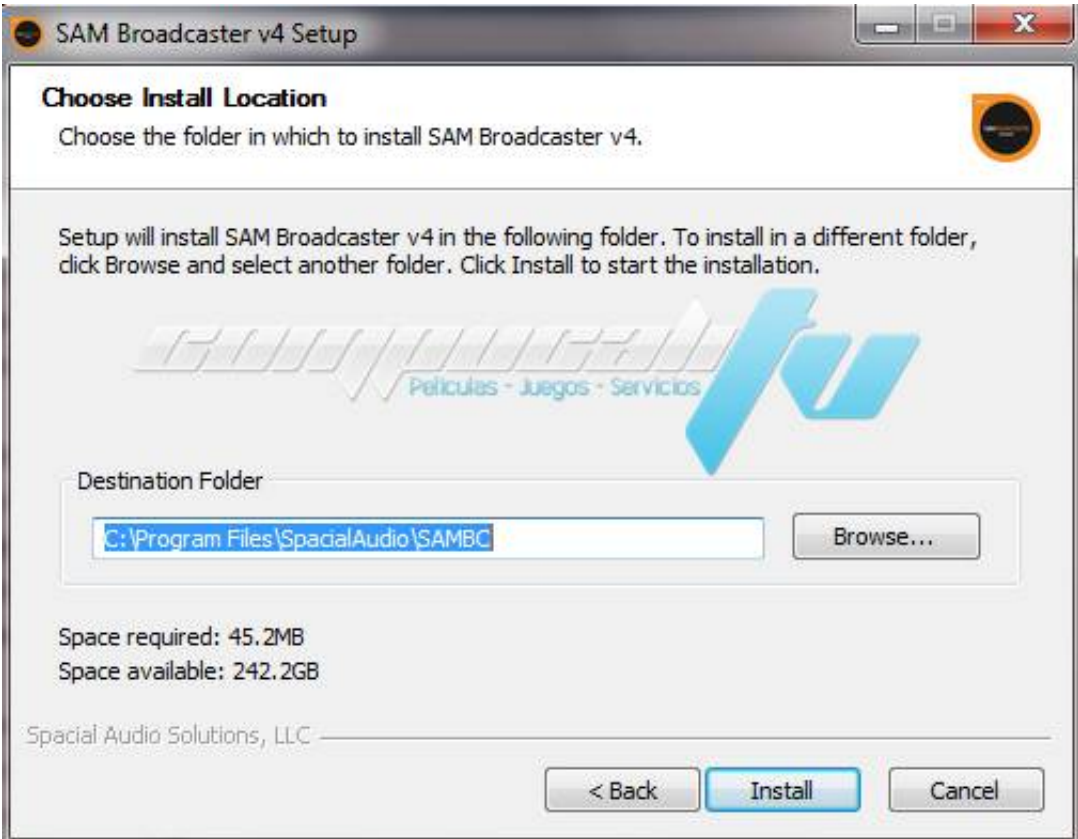 SAM Broadcaster v4 Setup
Choose Install Location
Choose the folder in which to install SAM Broadcaster v4.
Setup will install SAM Broadcaster v4 in the following folder. To install in a different folder,
click Browse and select another folder. Click Install to start the installation.
compucaltv
Peliculas - Juegos - Servicios
Destination Folder
C:\Program Files\SpacialAudio\SAMBC
Browse...
Space required: 45.2MB
Space available: 242.2GB
Spacial Audio Solutions, LLC
< Back
Install
Cancel